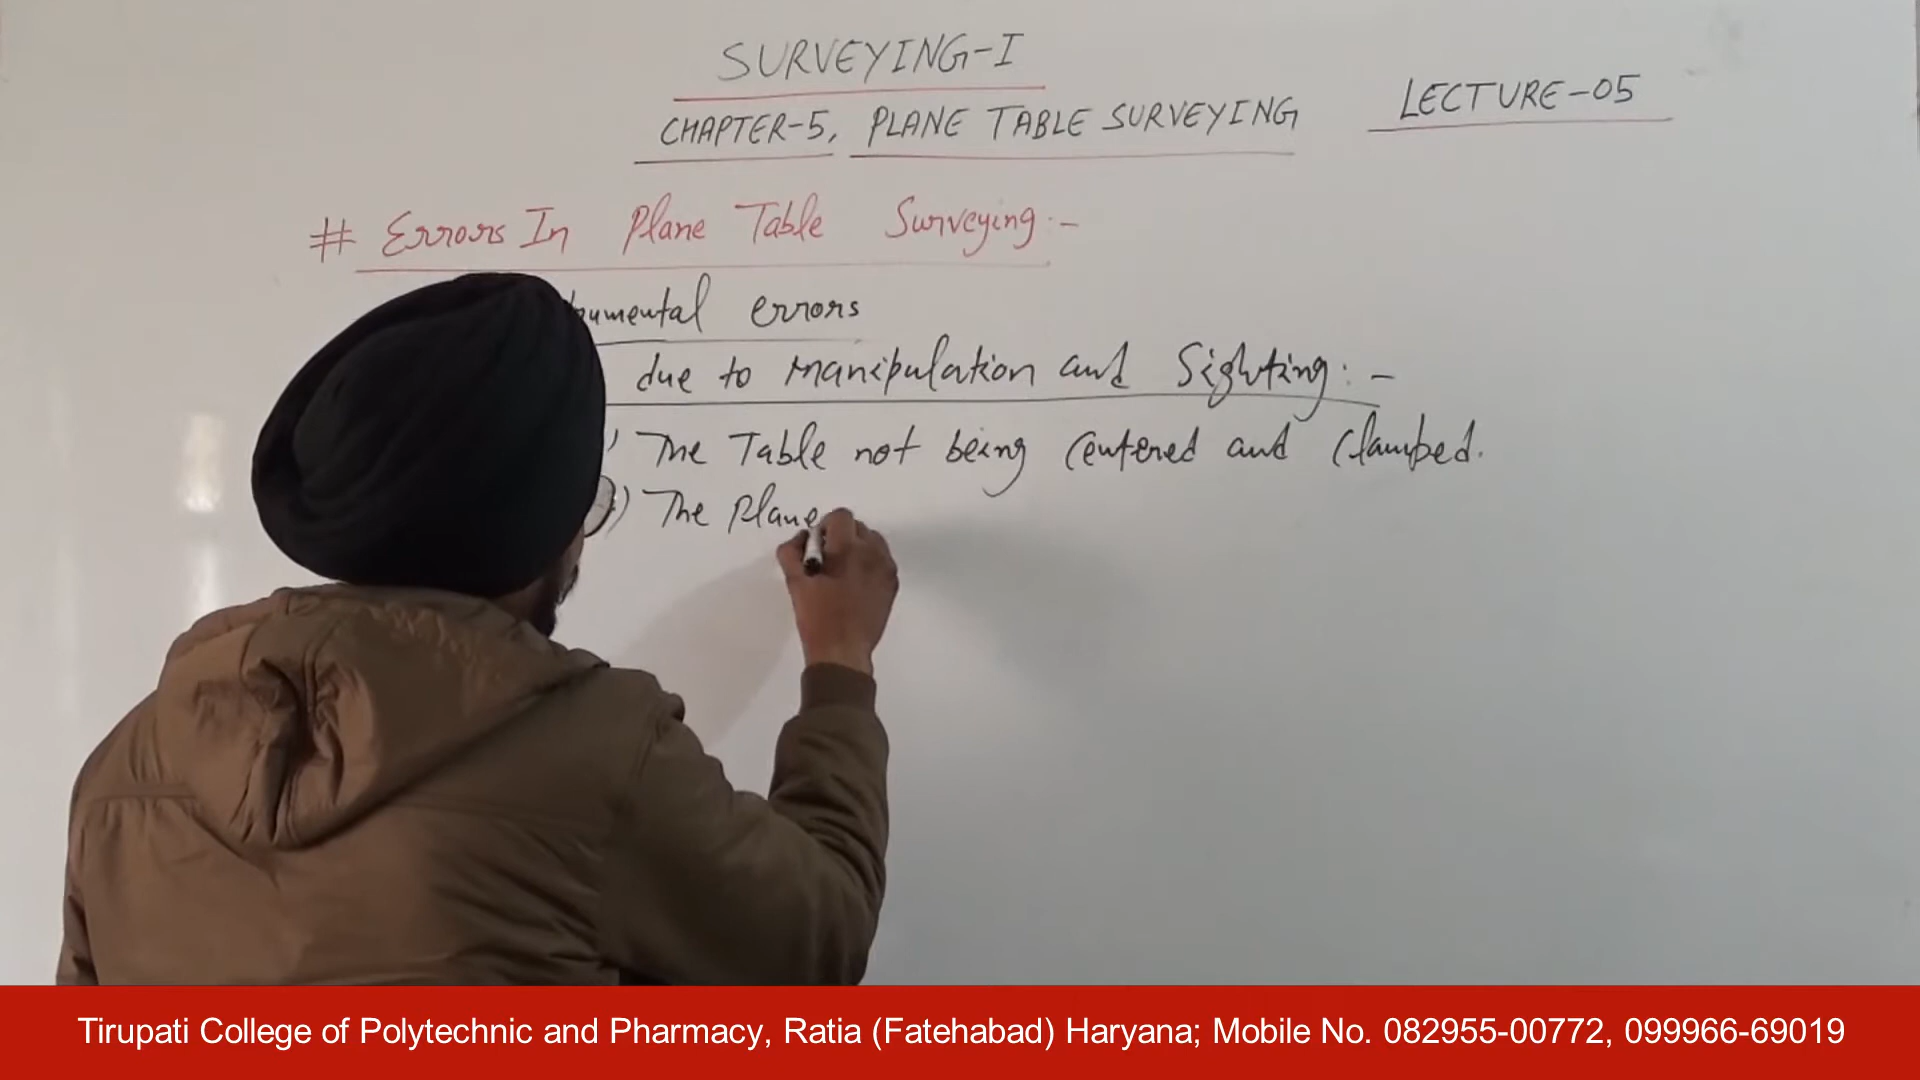 SURVEYING-I
CHAPTER-5, PLANE TABLE SURVEYING
LECTURE-05
# Errors In Plane Table Surveying:-
umental errors
due to Manipulation and Sighting:-
) The Table not being Centered and Clamped.
) The Plane
Tirupati College of Polytechnic and Pharmacy, Ratia (Fatehabad) Haryana; Mobile No. 082955-00772, 099966-69019